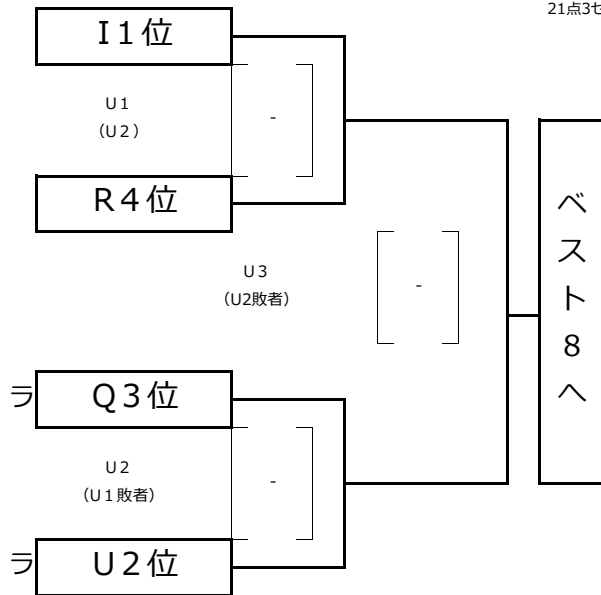 21点3セ
I１位
U１
（U２）
-
R４位
ベスト８へ
U３
（U2敗者）
-
ラ Q３位
U２
（U１敗者）
-
ラ U２位